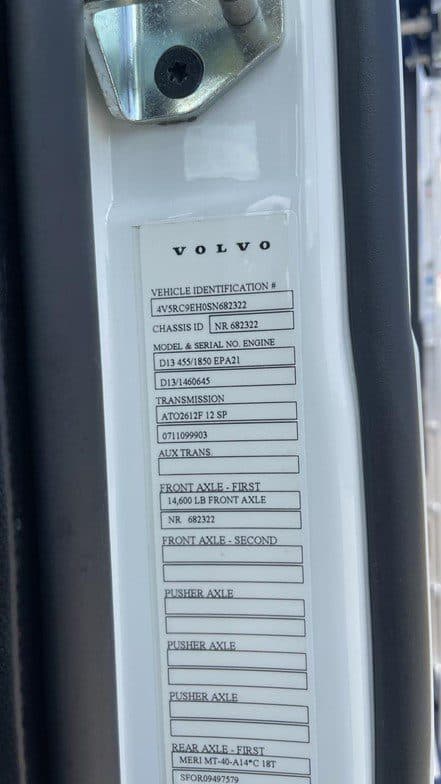 VOLVO
VEHICLE IDENTIFICATION #
4V5RC9EH0SN682322
CHASSIS ID NR 682322
MODEL & SERIAL NO. ENGINE
D13 455/1850 EPA21
D13/1460645
TRANSMISSION
ATO2612F 12 SP
0711099903
AUX TRANS.
FRONT AXLE - FIRST
14,600 LB FRONT AXLE
NR 682322
FRONT AXLE - SECOND
PUSHER AXLE
PUSHER AXLE
PUSHER AXLE
REAR AXLE - FIRST
MERI MT-40-A14*C 18T
SFOR09497579